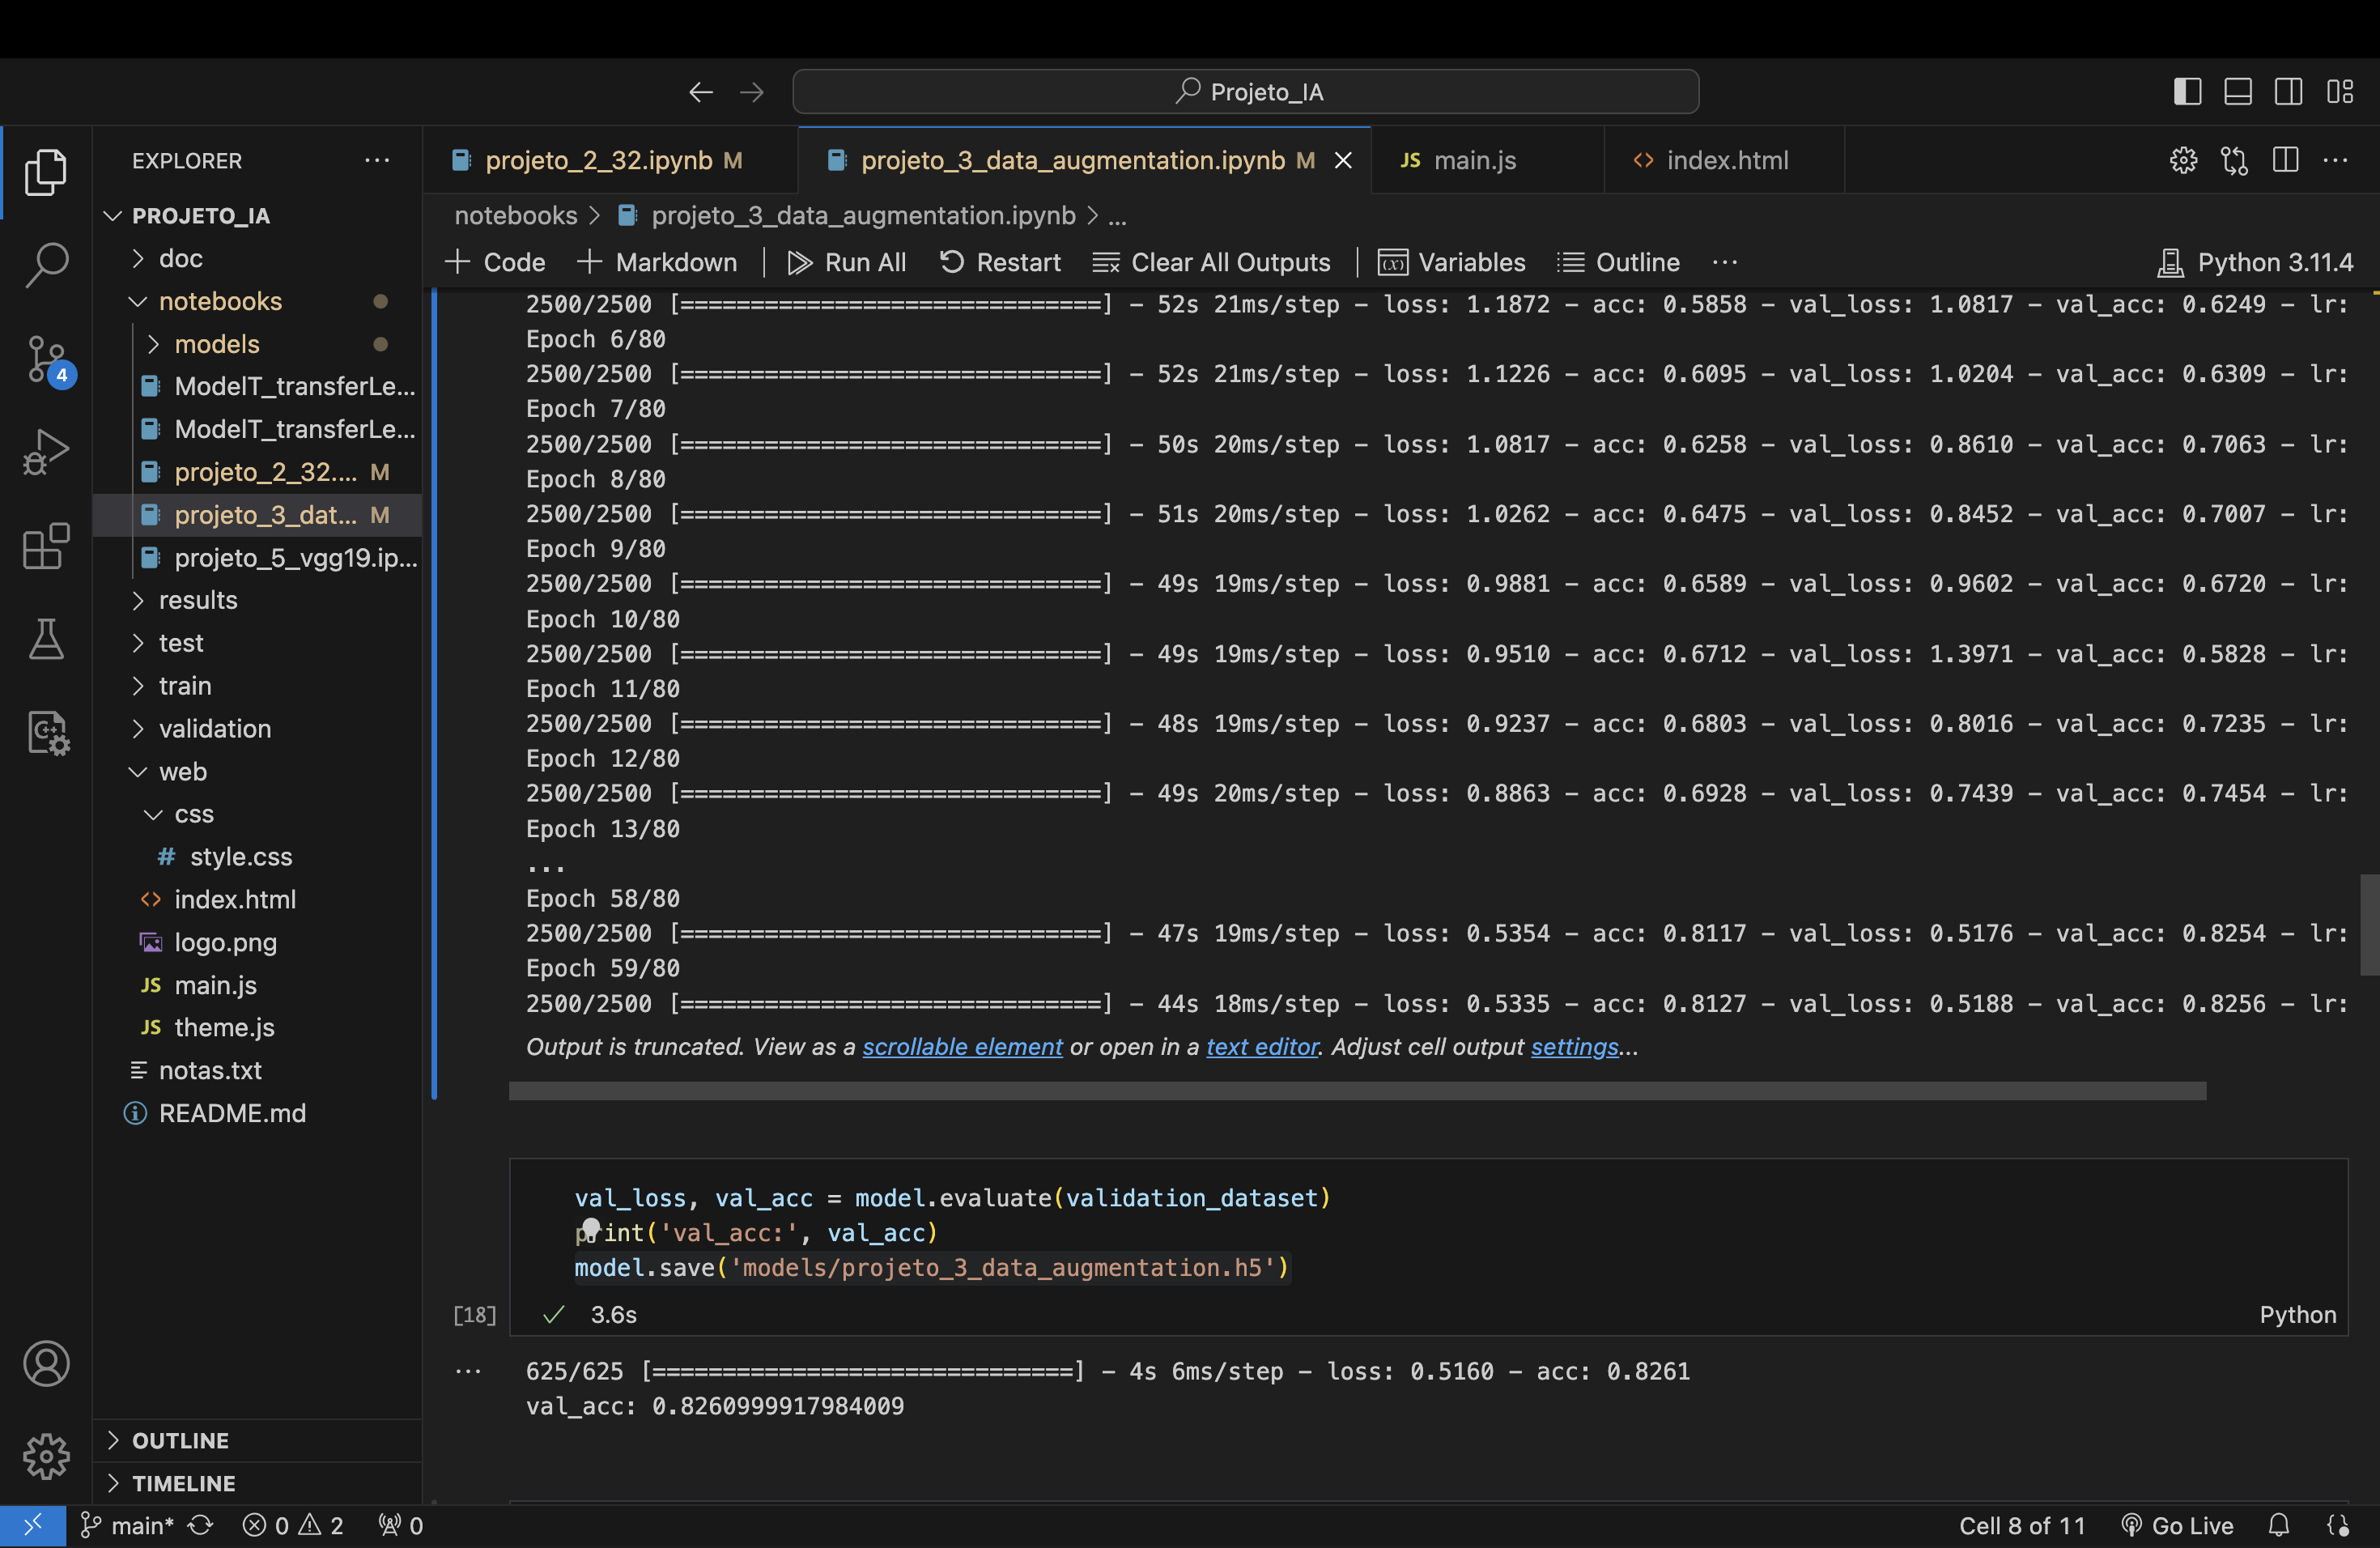 Projeto_IA
EXPLORER
PROJETO_IA
doc
notebooks
models
ModelT_transferLe...
ModelT_transferLe...
projeto_2_32.... M
projeto_3_dat... M
projeto_5_vgg19.ip...
results
test
train
validation
web
css
# style.css
<> index.html
logo.png
JS main.js
JS theme.js
notas.txt
README.md
OUTLINE
TIMELINE
4
projeto_2_32.ipynb M
projeto_3_data_augmentation.ipynb M
JS main.js
<> index.html
notebooks > projeto_3_data_augmentation.ipynb > ...
+ Code + Markdown | Run All Restart Clear All Outputs | Variables Outline ...
Python 3.11.4
2500/2500 [==============================] - 52s 21ms/step - loss: 1.1872 - acc: 0.5858 - val_loss: 1.0817 - val_acc: 0.6249 - lr:
Epoch 6/80
2500/2500 [==============================] - 52s 21ms/step - loss: 1.1226 - acc: 0.6095 - val_loss: 1.0204 - val_acc: 0.6309 - lr:
Epoch 7/80
2500/2500 [==============================] - 50s 20ms/step - loss: 1.0817 - acc: 0.6258 - val_loss: 0.8610 - val_acc: 0.7063 - lr:
Epoch 8/80
2500/2500 [==============================] - 51s 20ms/step - loss: 1.0262 - acc: 0.6475 - val_loss: 0.8452 - val_acc: 0.7007 - lr:
Epoch 9/80
2500/2500 [==============================] - 49s 19ms/step - loss: 0.9881 - acc: 0.6589 - val_loss: 0.9602 - val_acc: 0.6720 - lr:
Epoch 10/80
2500/2500 [==============================] - 49s 19ms/step - loss: 0.9510 - acc: 0.6712 - val_loss: 1.3971 - val_acc: 0.5828 - lr:
Epoch 11/80
2500/2500 [==============================] - 48s 19ms/step - loss: 0.9237 - acc: 0.6803 - val_loss: 0.8016 - val_acc: 0.7235 - lr:
Epoch 12/80
2500/2500 [==============================] - 49s 20ms/step - loss: 0.8863 - acc: 0.6928 - val_loss: 0.7439 - val_acc: 0.7454 - lr:
Epoch 13/80
...
Epoch 58/80
2500/2500 [==============================] - 47s 19ms/step - loss: 0.5354 - acc: 0.8117 - val_loss: 0.5176 - val_acc: 0.8254 - lr:
Epoch 59/80
2500/2500 [==============================] - 44s 18ms/step - loss: 0.5335 - acc: 0.8127 - val_loss: 0.5188 - val_acc: 0.8256 - lr:
Output is truncated. View as a scrollable element or open in a text editor. Adjust cell output settings...
val_loss, val_acc = model.evaluate(validation_dataset)
print('val_acc:', val_acc)
model.save('models/projeto_3_data_augmentation.h5')
[18] 3.6s
Python
625/625 [==============================] - 4s 6ms/step - loss: 0.5160 - acc: 0.8261
val_acc: 0.8260999917984009
main* 0 2 0
Cell 8 of 11 Go Live